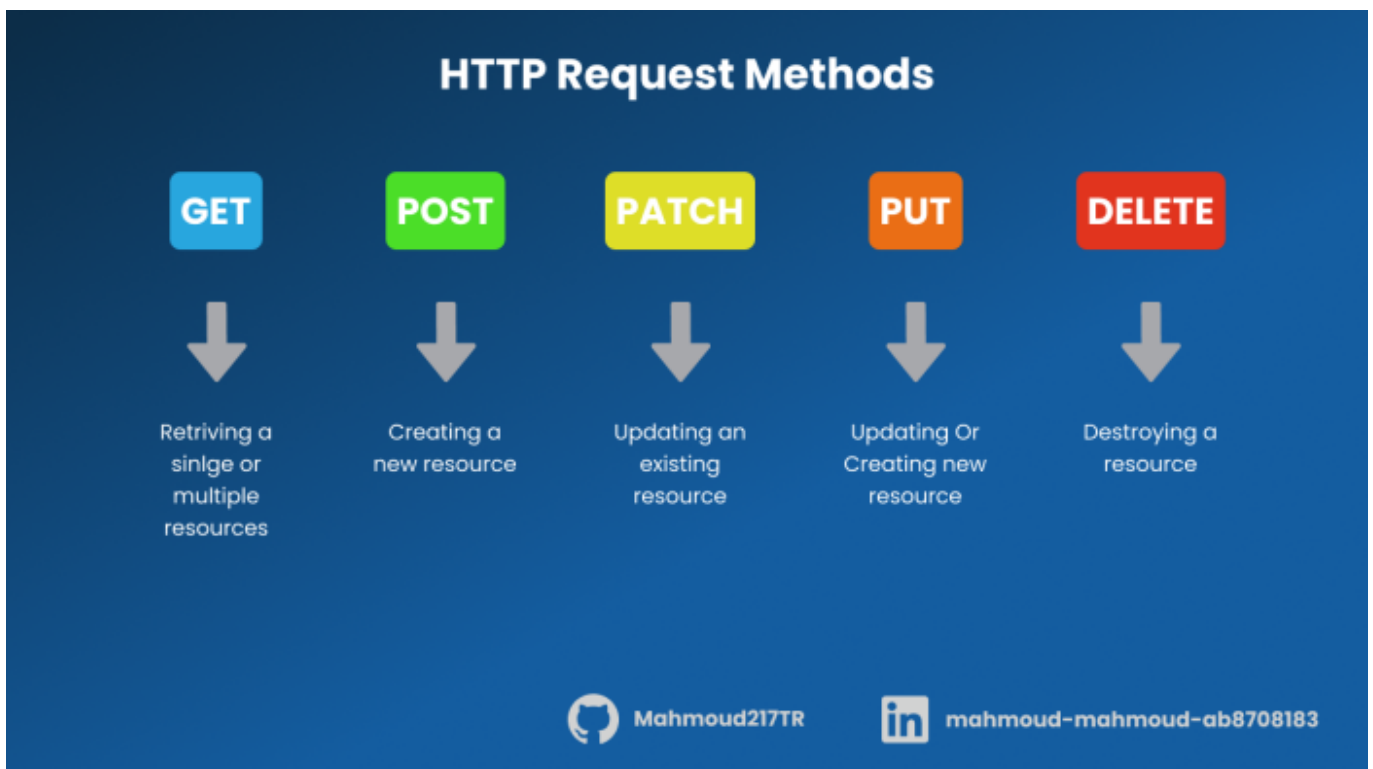 HTTP Request Methods
GET
POST
PATCH
PUT
DELETE
Retriving a
sinlge or
multiple
resources
Creating a
new resource
Updating an
existing
resource
Updating Or
Creating new
resource
Destroying a
resource
Mahmoud217TR
in mahmoud-mahmoud-ab8708183